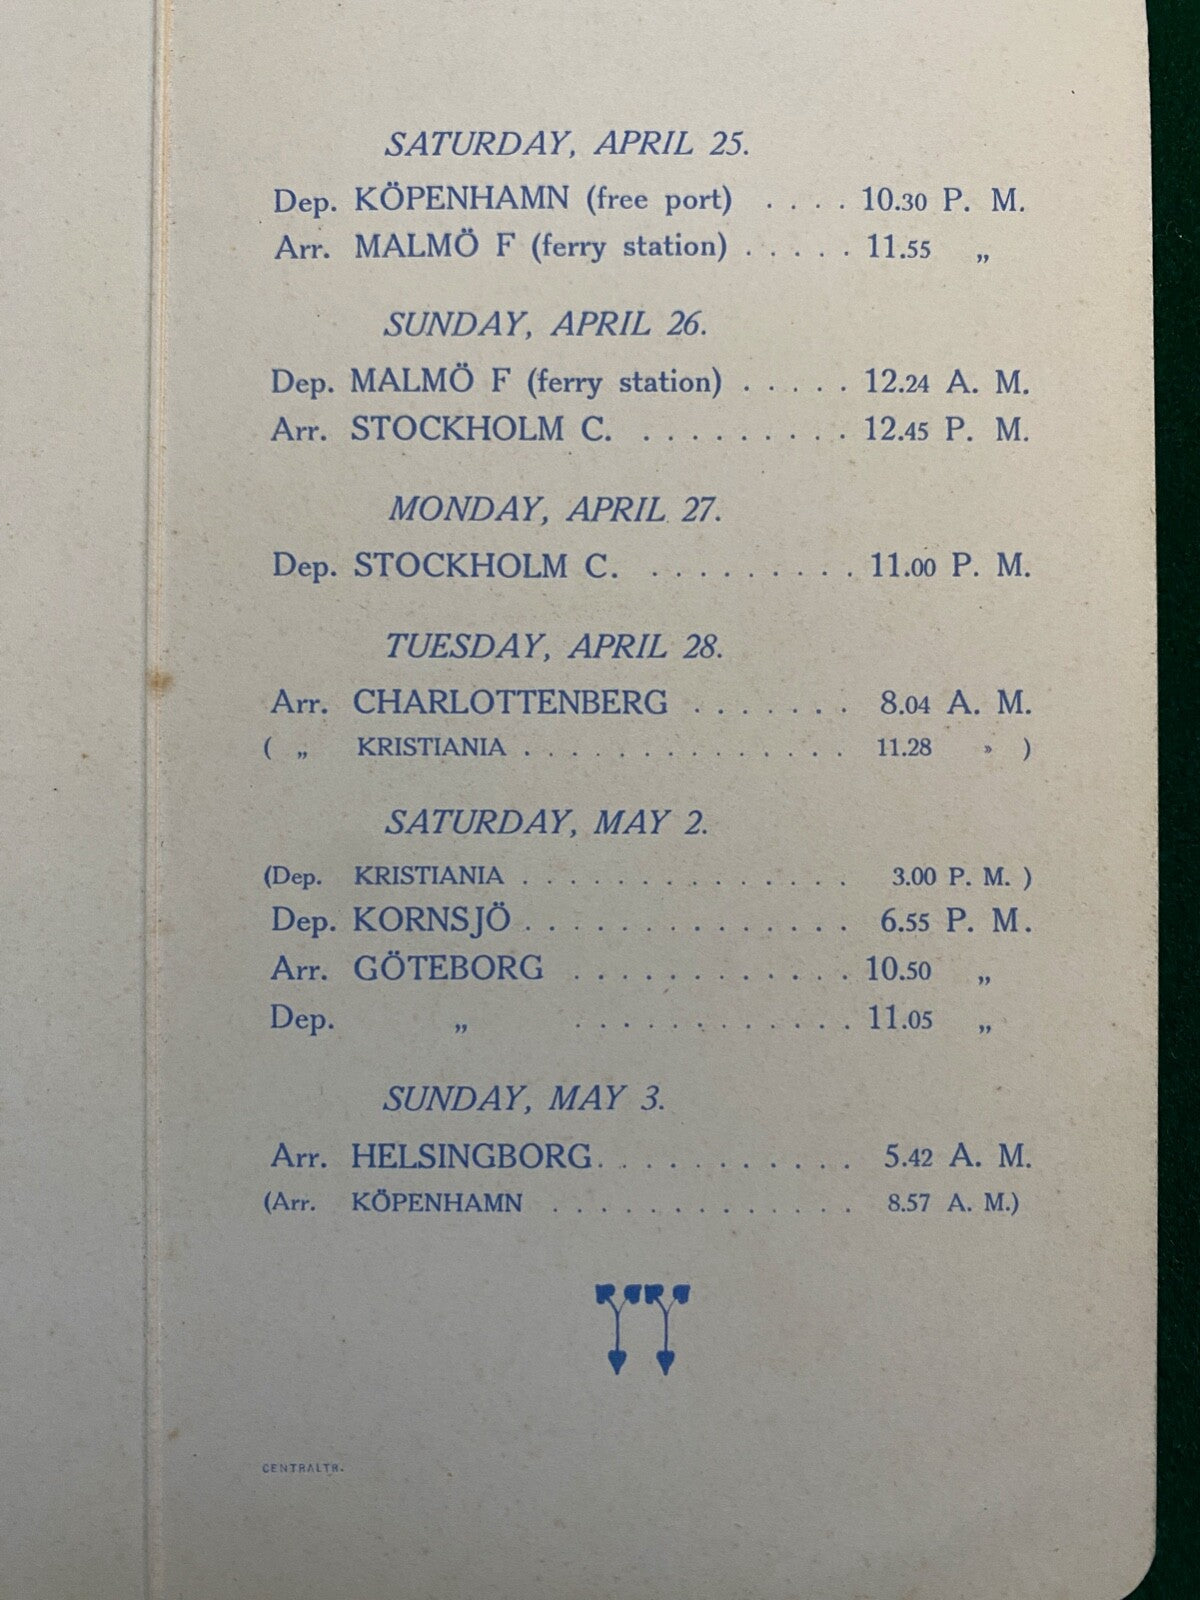 SATURDAY, APRIL 25.
Dep. KÖPENHAMN (free port) .... 10.30 P. M.
Arr. MALMÖ F (ferry station) ..... 11.55 „
SUNDAY, APRIL 26.
Dep. MALMÖ F (ferry station) ..... 12.24 A. M.
Arr. STOCKHOLM C. ......... 12.45 P. M.
MONDAY, APRIL 27.
Dep. STOCKHOLM C. ......... 11.00 P. M.
TUESDAY, APRIL 28.
Arr. CHARLOTTENBERG ....... 8.04 A. M.
( „ KRISTIANIA .............. 11.28 » )
SATURDAY, MAY 2.
(Dep. KRISTIANIA .............. 3.00 P. M. )
Dep. KORNSJÖ .............. 6.55 P. M.
Arr. GÖTEBORG ............ 10.50 „
Dep. „ ............ 11.05 „
SUNDAY, MAY 3.
Arr. HELSINGBORG............ 5.42 A. M.
(Arr. KÖPENHAMN ............. 8.57 A. M.)
CENTRALTR.